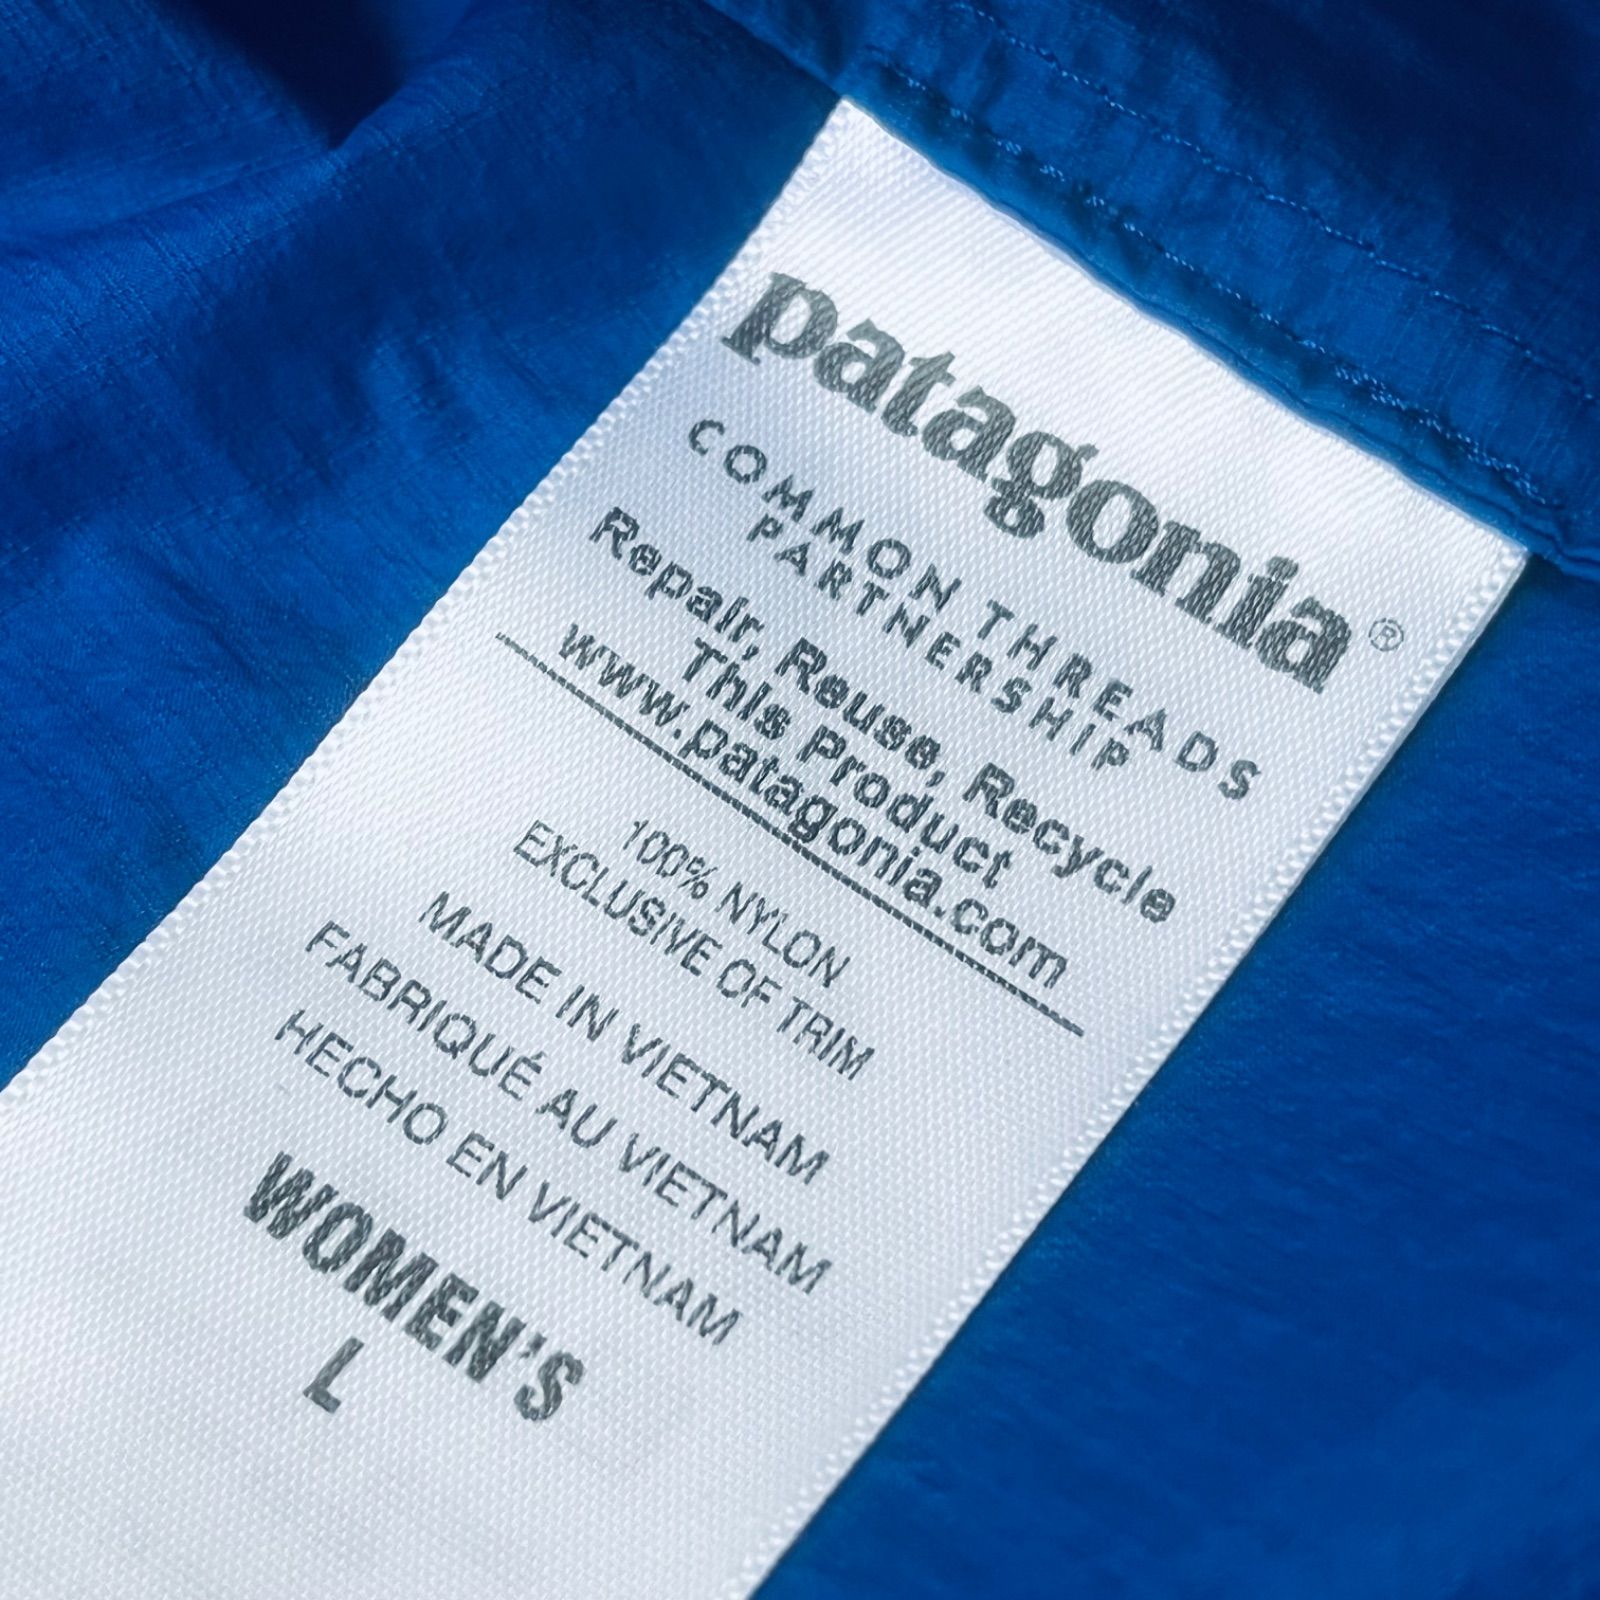 patagonia®
COMMON THREADS
PARTNERSHIP
Repair, Reuse, Recycle
This Product
www.patagonia.com
100% NYLON
EXCLUSIVE OF TRIM
MADE IN VIETNAM
FABRIQUÉ AU VIETNAM
HECHO EN VIETNAM
WOMEN'S
L